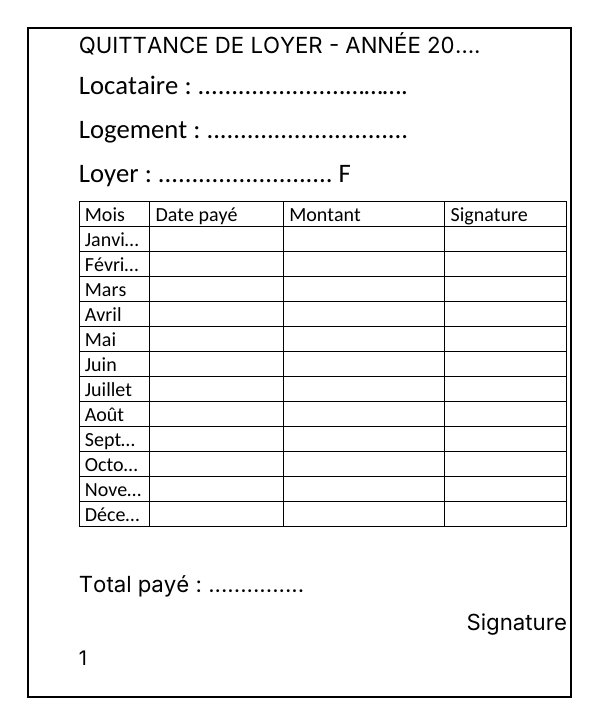 QUITTANCE DE LOYER - ANNÉE 20....
Locataire : ...............................
Logement : ..............................
Loyer : .......................... F
Mois Date payé Montant Signature
Janvi...
Févri...
Mars
Avril
Mai
Juin
Juillet
Août
Sept...
Octo...
Nove...
Déce...
Total payé : ...............
Signature
1